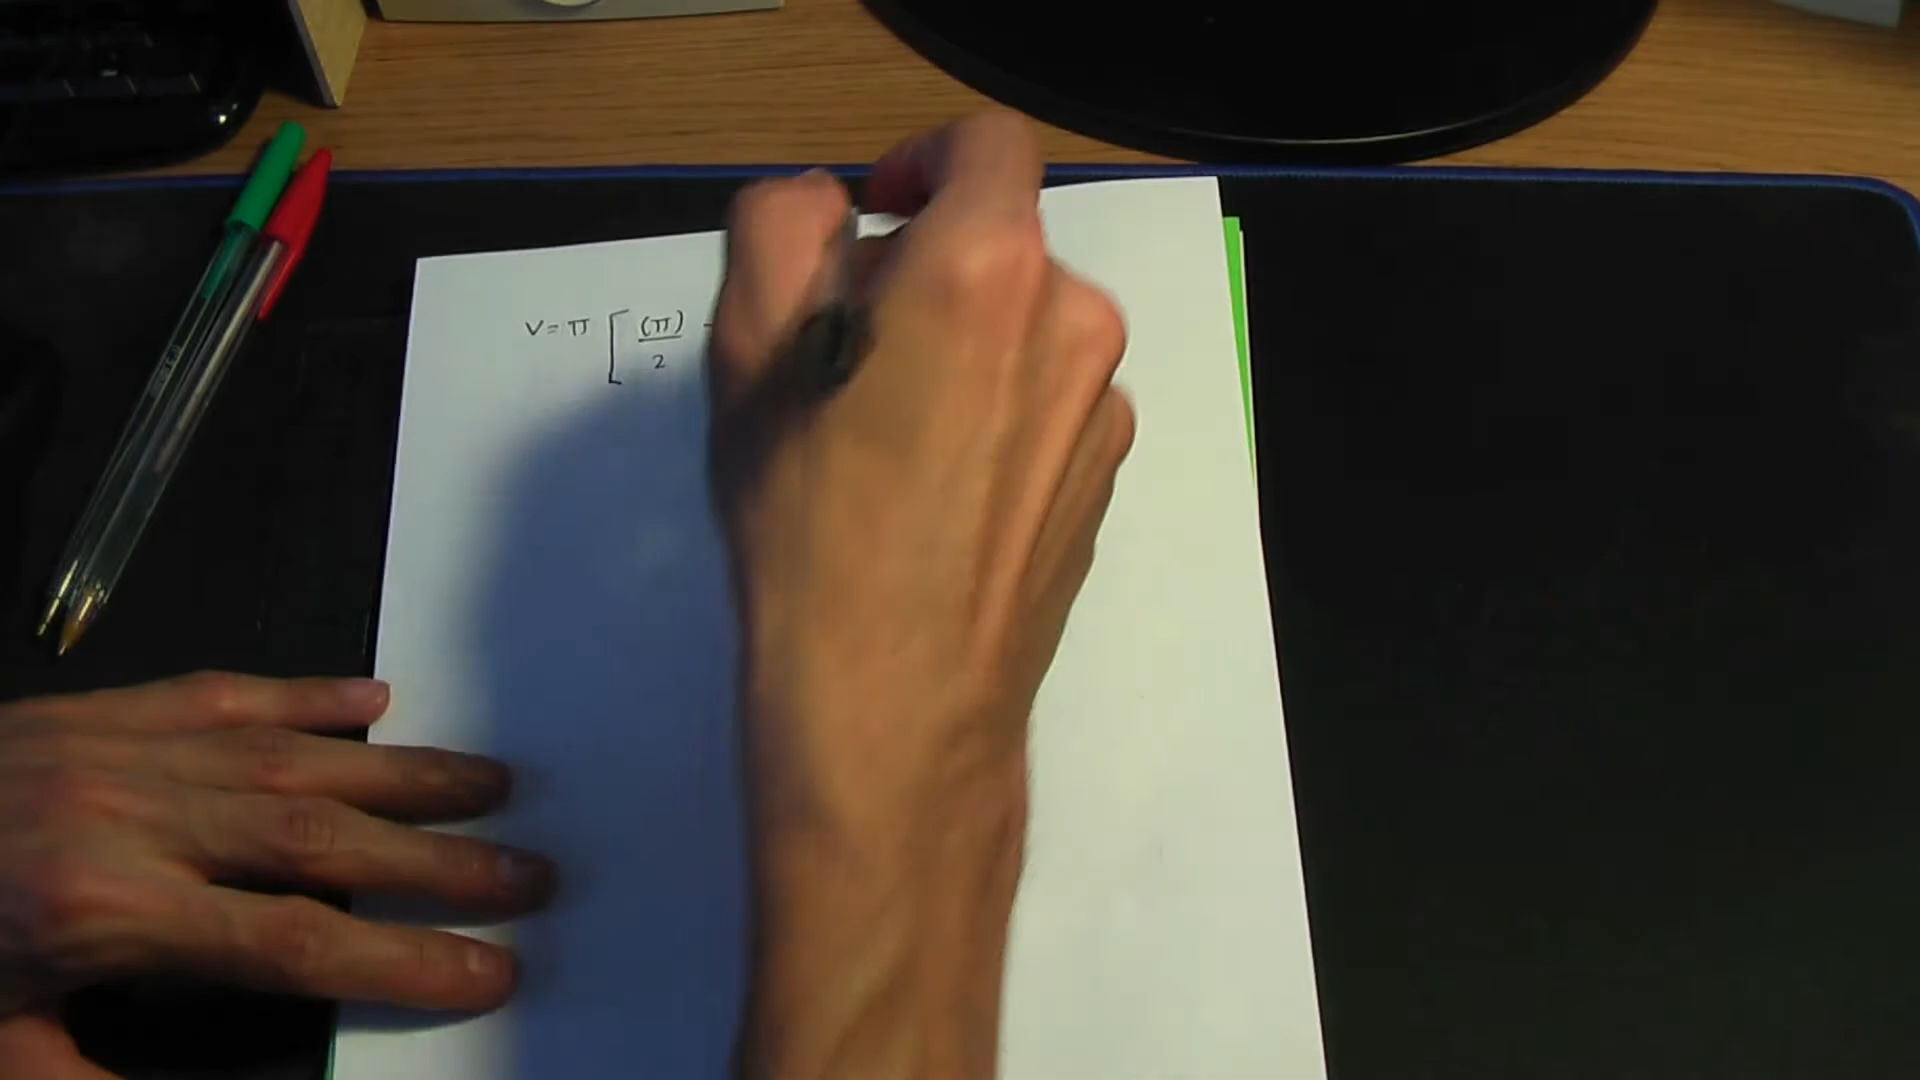 V = π [ (π)/2 -